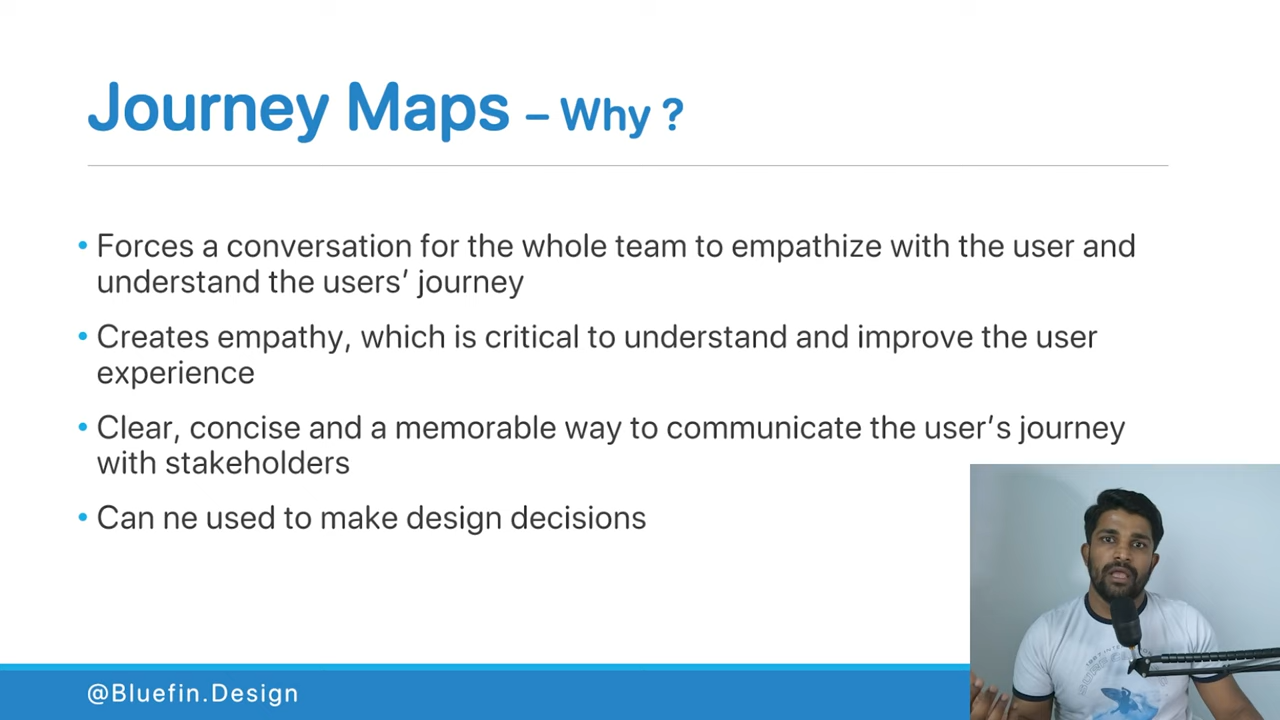 Journey Maps – Why ?
• Forces a conversation for the whole team to empathize with the user and
understand the users’ journey
• Creates empathy, which is critical to understand and improve the user
experience
• Clear, concise and a memorable way to communicate the user’s journey
with stakeholders
• Can ne used to make design decisions
@Bluefin.Design